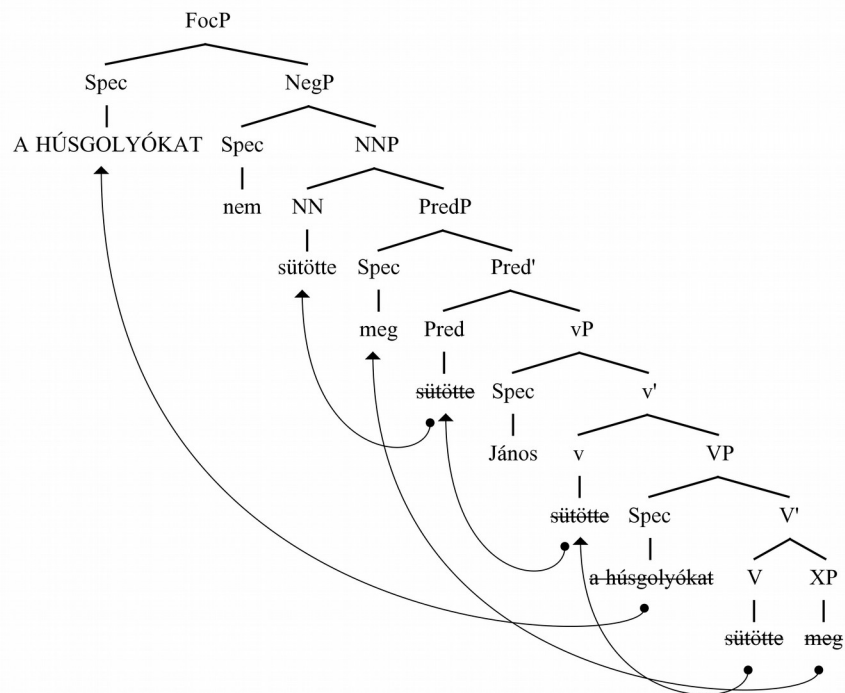 FocP
Spec NegP
A HÚSGOLYÓKAT Spec NNP
nem NN PredP
sütötte Spec Pred'
meg Pred vP
sütötte Spec v'
János v VP
sütötte Spec V'
a húsgolyókat V XP
sütötte meg